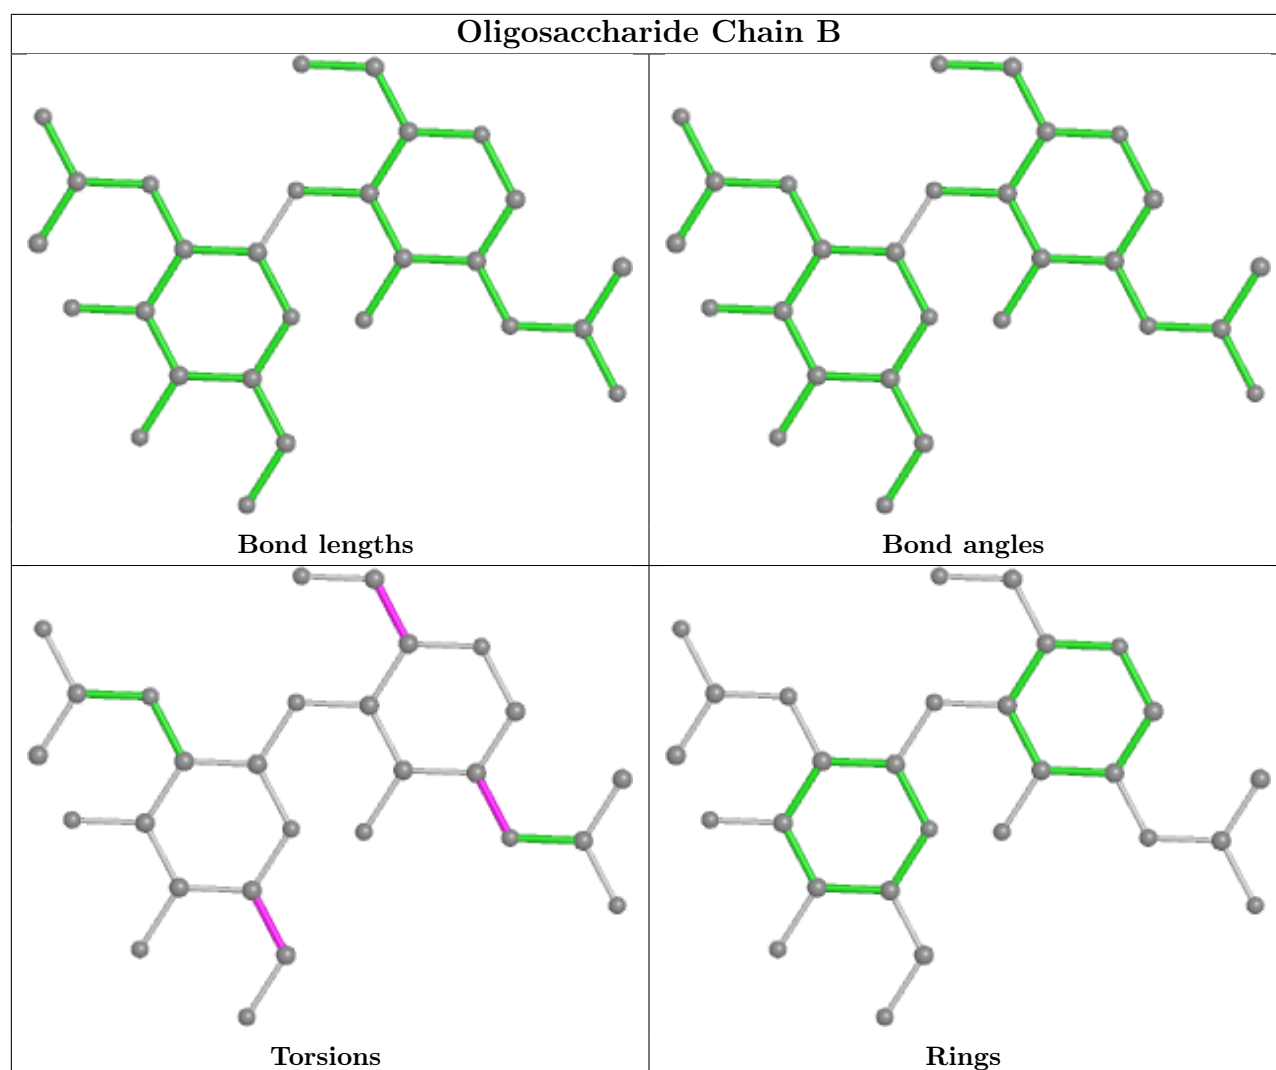 Oligosaccharide Chain B
Bond lengths
Bond angles
Torsions
Rings